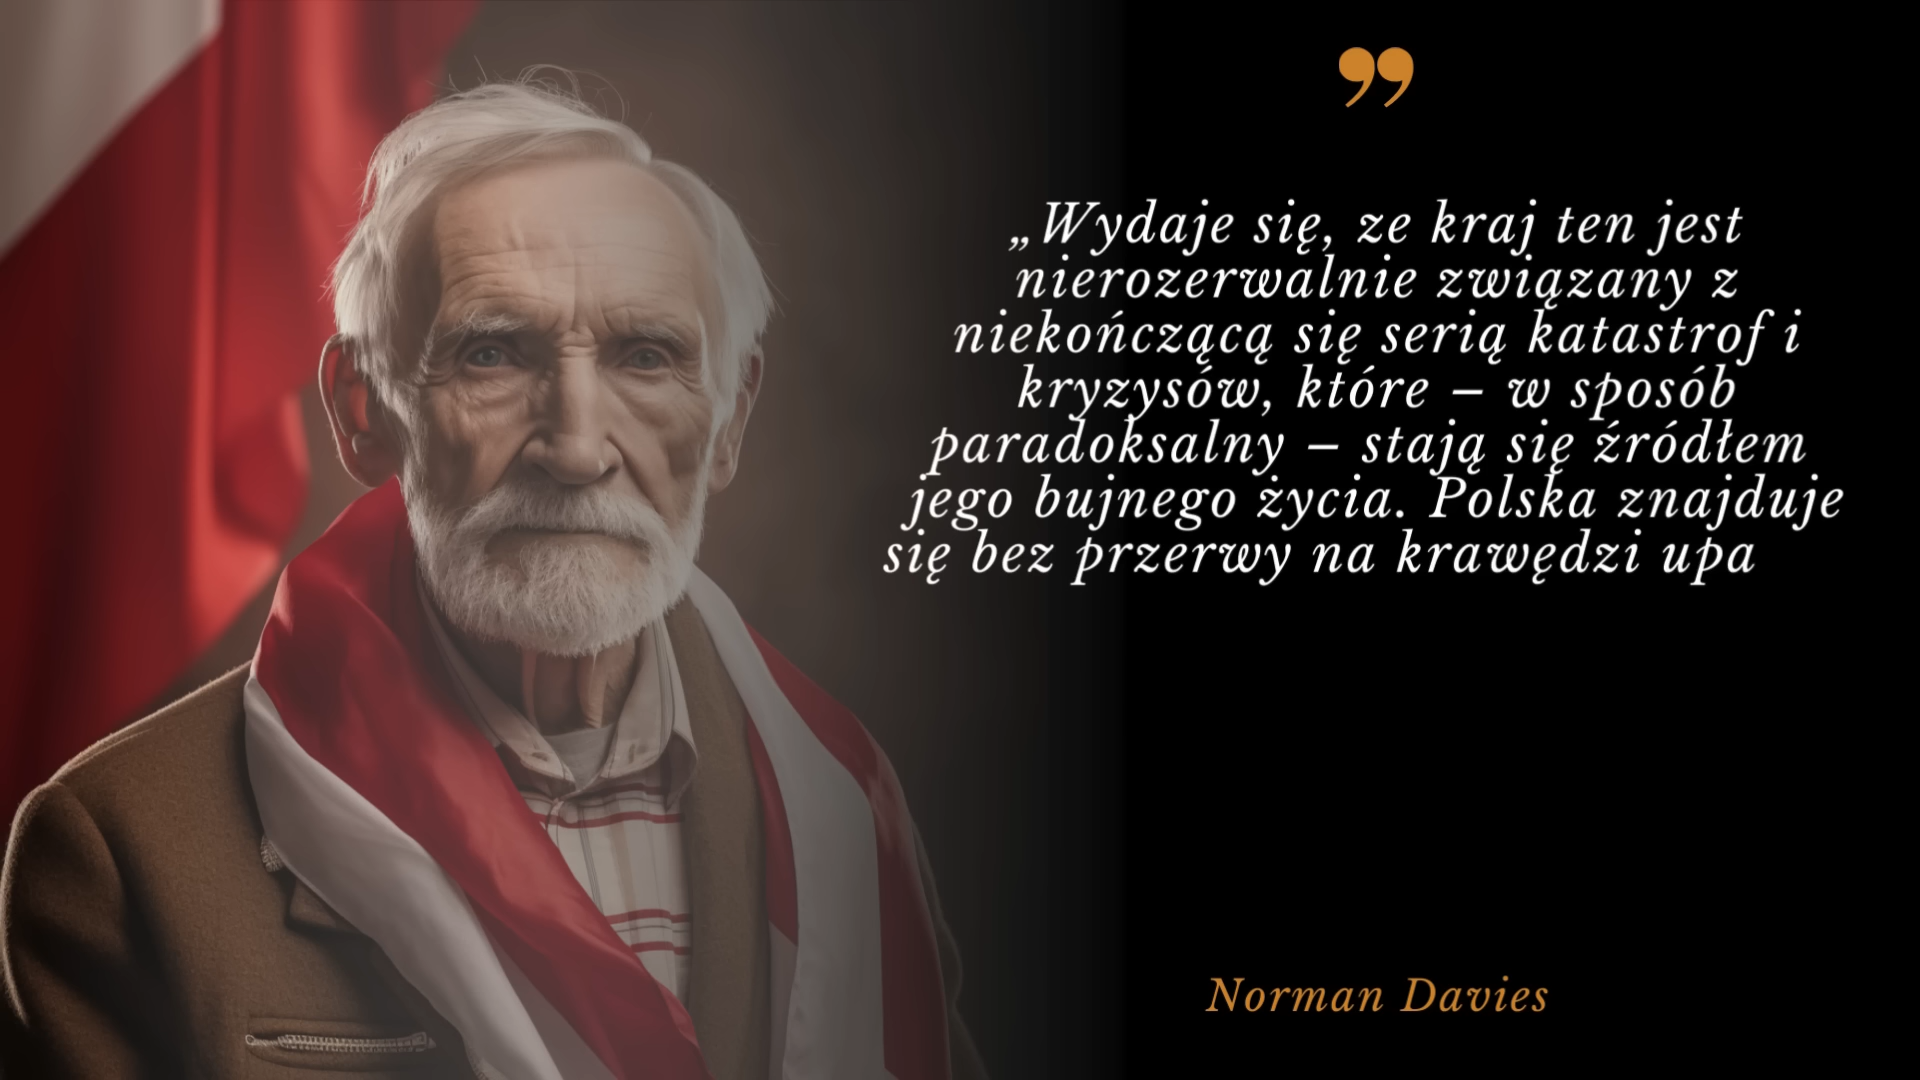 ”
„Wydaje się, ze kraj ten jest
nierozerwalnie związany z
niekończącą się serią katastrof i
kryzysów, które – w sposób
paradoksalny – stają się źródłem
jego bujnego życia. Polska znajduje
się bez przerwy na krawędzi upa
Norman Davies